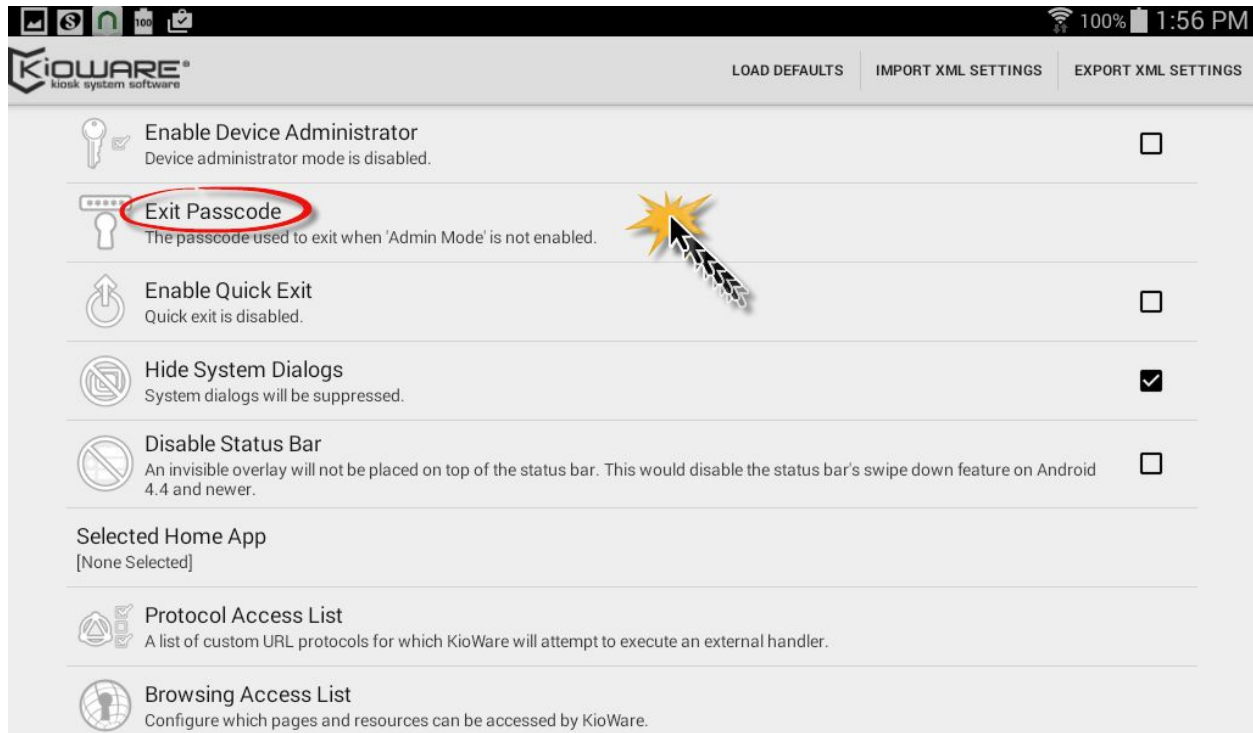 100
100% 1:56 PM
KioWare®
kiosk system software
LOAD DEFAULTS
IMPORT XML SETTINGS
EXPORT XML SETTINGS
Enable Device Administrator
Device administrator mode is disabled.
Exit Passcode
The passcode used to exit when 'Admin Mode' is not enabled.
Enable Quick Exit
Quick exit is disabled.
Hide System Dialogs
System dialogs will be suppressed.
Disable Status Bar
An invisible overlay will not be placed on top of the status bar. This would disable the status bar's swipe down feature on Android
4.4 and newer.
Selected Home App
[None Selected]
Protocol Access List
A list of custom URL protocols for which KioWare will attempt to execute an external handler.
Browsing Access List
Configure which pages and resources can be accessed by KioWare.